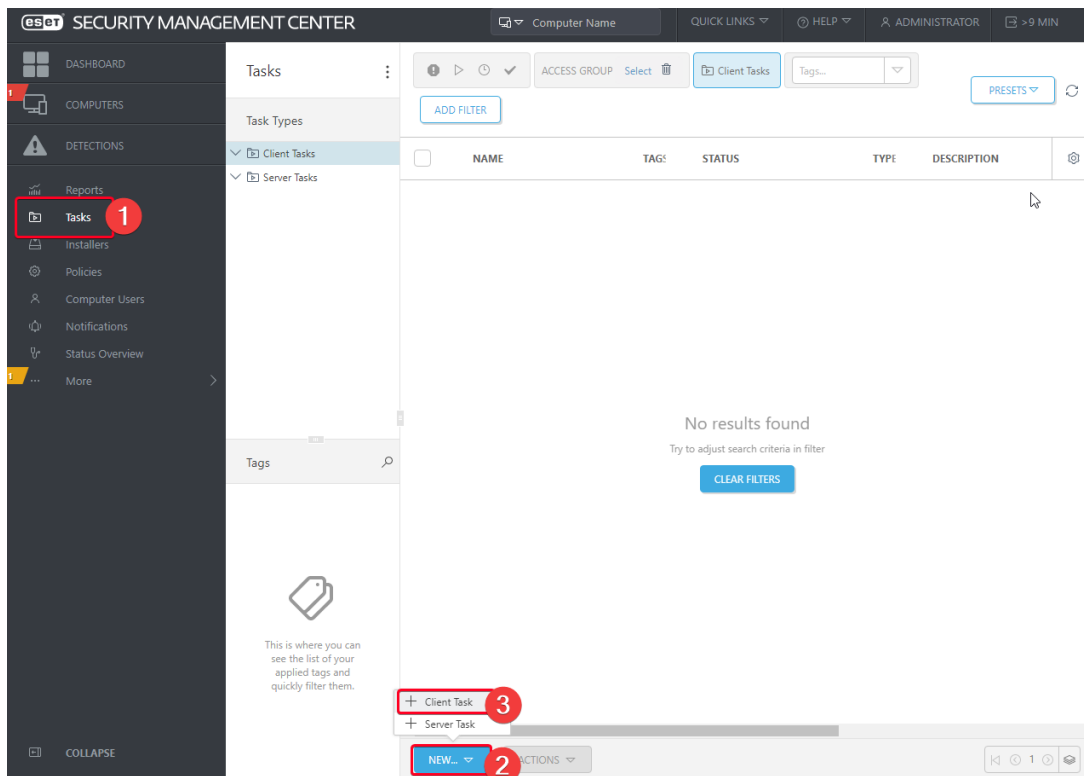 eset SECURITY MANAGEMENT CENTER
Computer Name
QUICK LINKS
HELP
ADMINISTRATOR
>9 MIN
1
DASHBOARD
COMPUTERS
DETECTIONS
Reports
Tasks
1
Installers
Policies
Computer Users
Notifications
Status Overview
1
More
COLLAPSE
Tasks
Task Types
Client Tasks
Server Tasks
Tags
This is where you can
see the list of your
applied tags and
quickly filter them.
ACCESS GROUP Select
Client Tasks
Tags...
PRESETS
ADD FILTER
NAME
TAGS
STATUS
TYPE
DESCRIPTION
No results found
Try to adjust search criteria in filter
CLEAR FILTERS
Client Task
3
Server Task
NEW...
2
ACTIONS
1